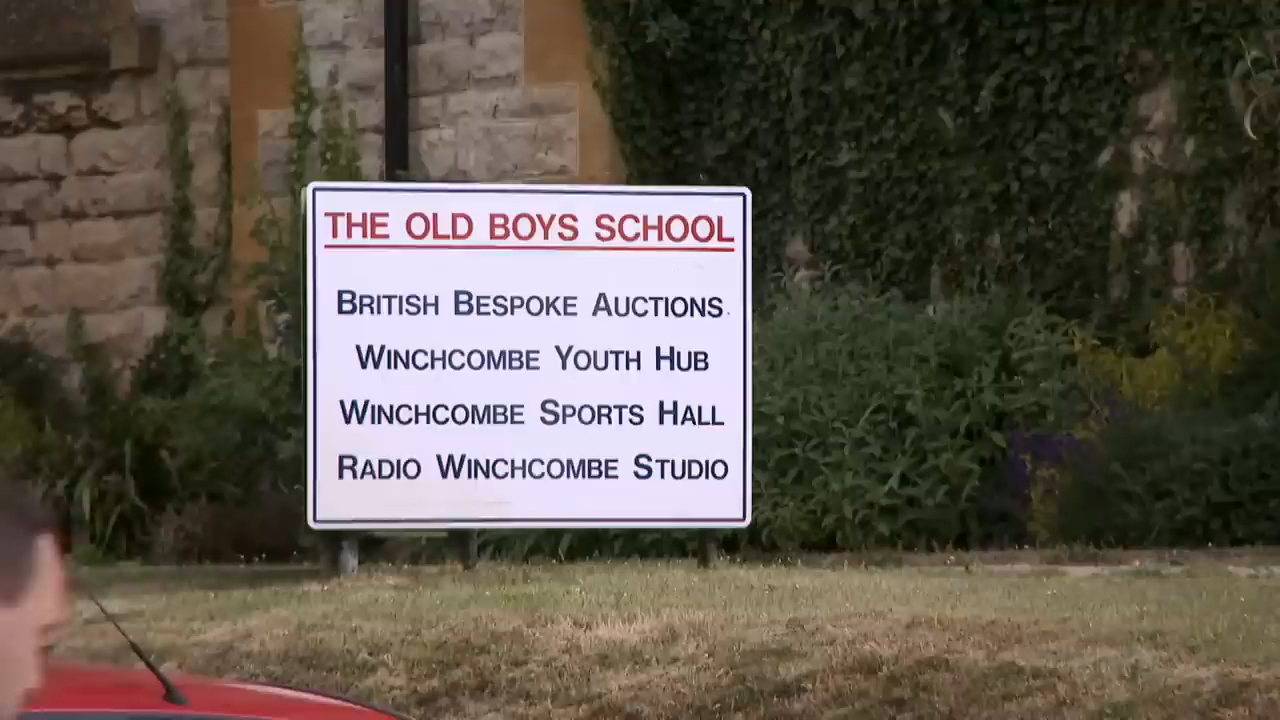 THE OLD BOYS SCHOOL
BRITISH BESPOKE AUCTIONS
WINCHCOMBE YOUTH HUB
WINCHCOMBE SPORTS HALL
RADIO WINCHCOMBE STUDIO